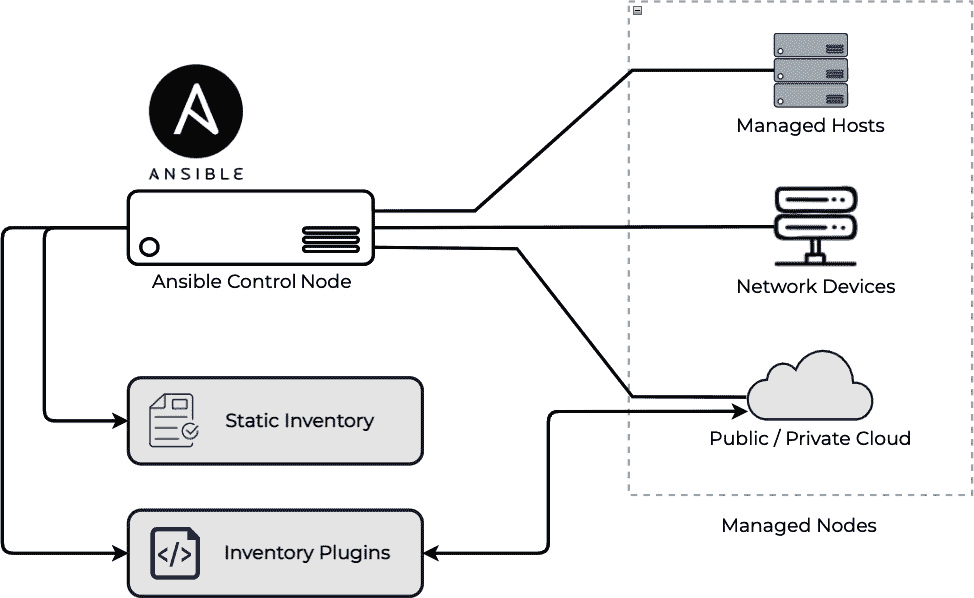 ANSIBLE
Ansible Control Node
Managed Hosts
Network Devices
Static Inventory
Public / Private Cloud
Managed Nodes
</> Inventory Plugins